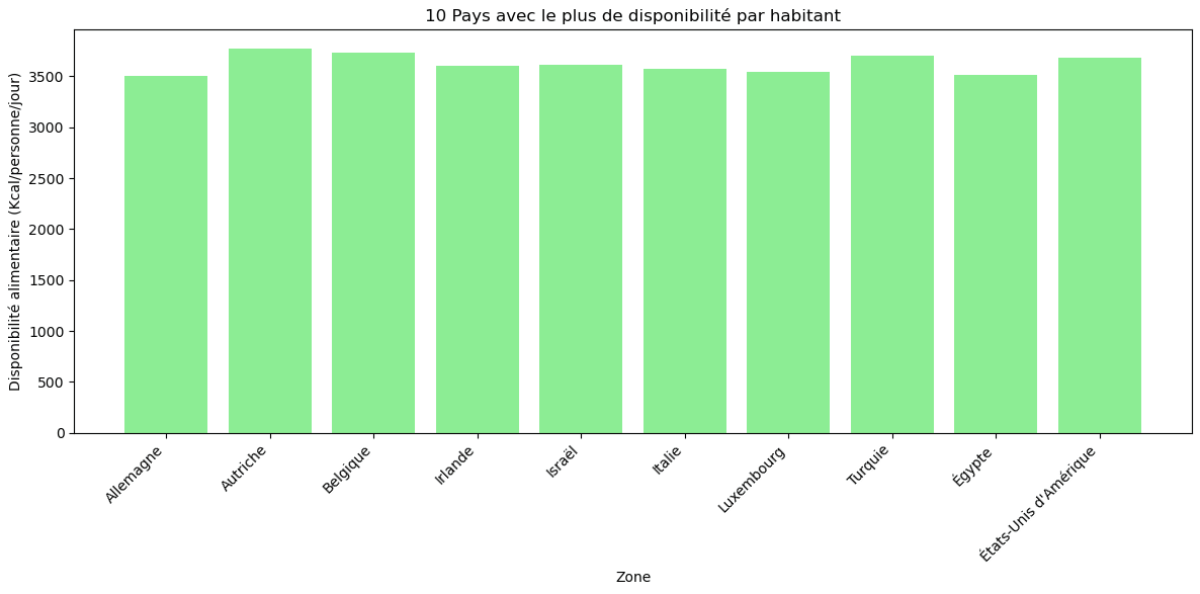 10 Pays avec le plus de disponibilité par habitant
Disponibilité alimentaire (Kcal/personne/jour)
3500
3000
2500
2000
1500
1000
500
0
Allemagne
Autriche
Belgique
Irlande
Israël
Italie
Luxembourg
Turquie
Égypte
États-Unis d'Amérique
Zone